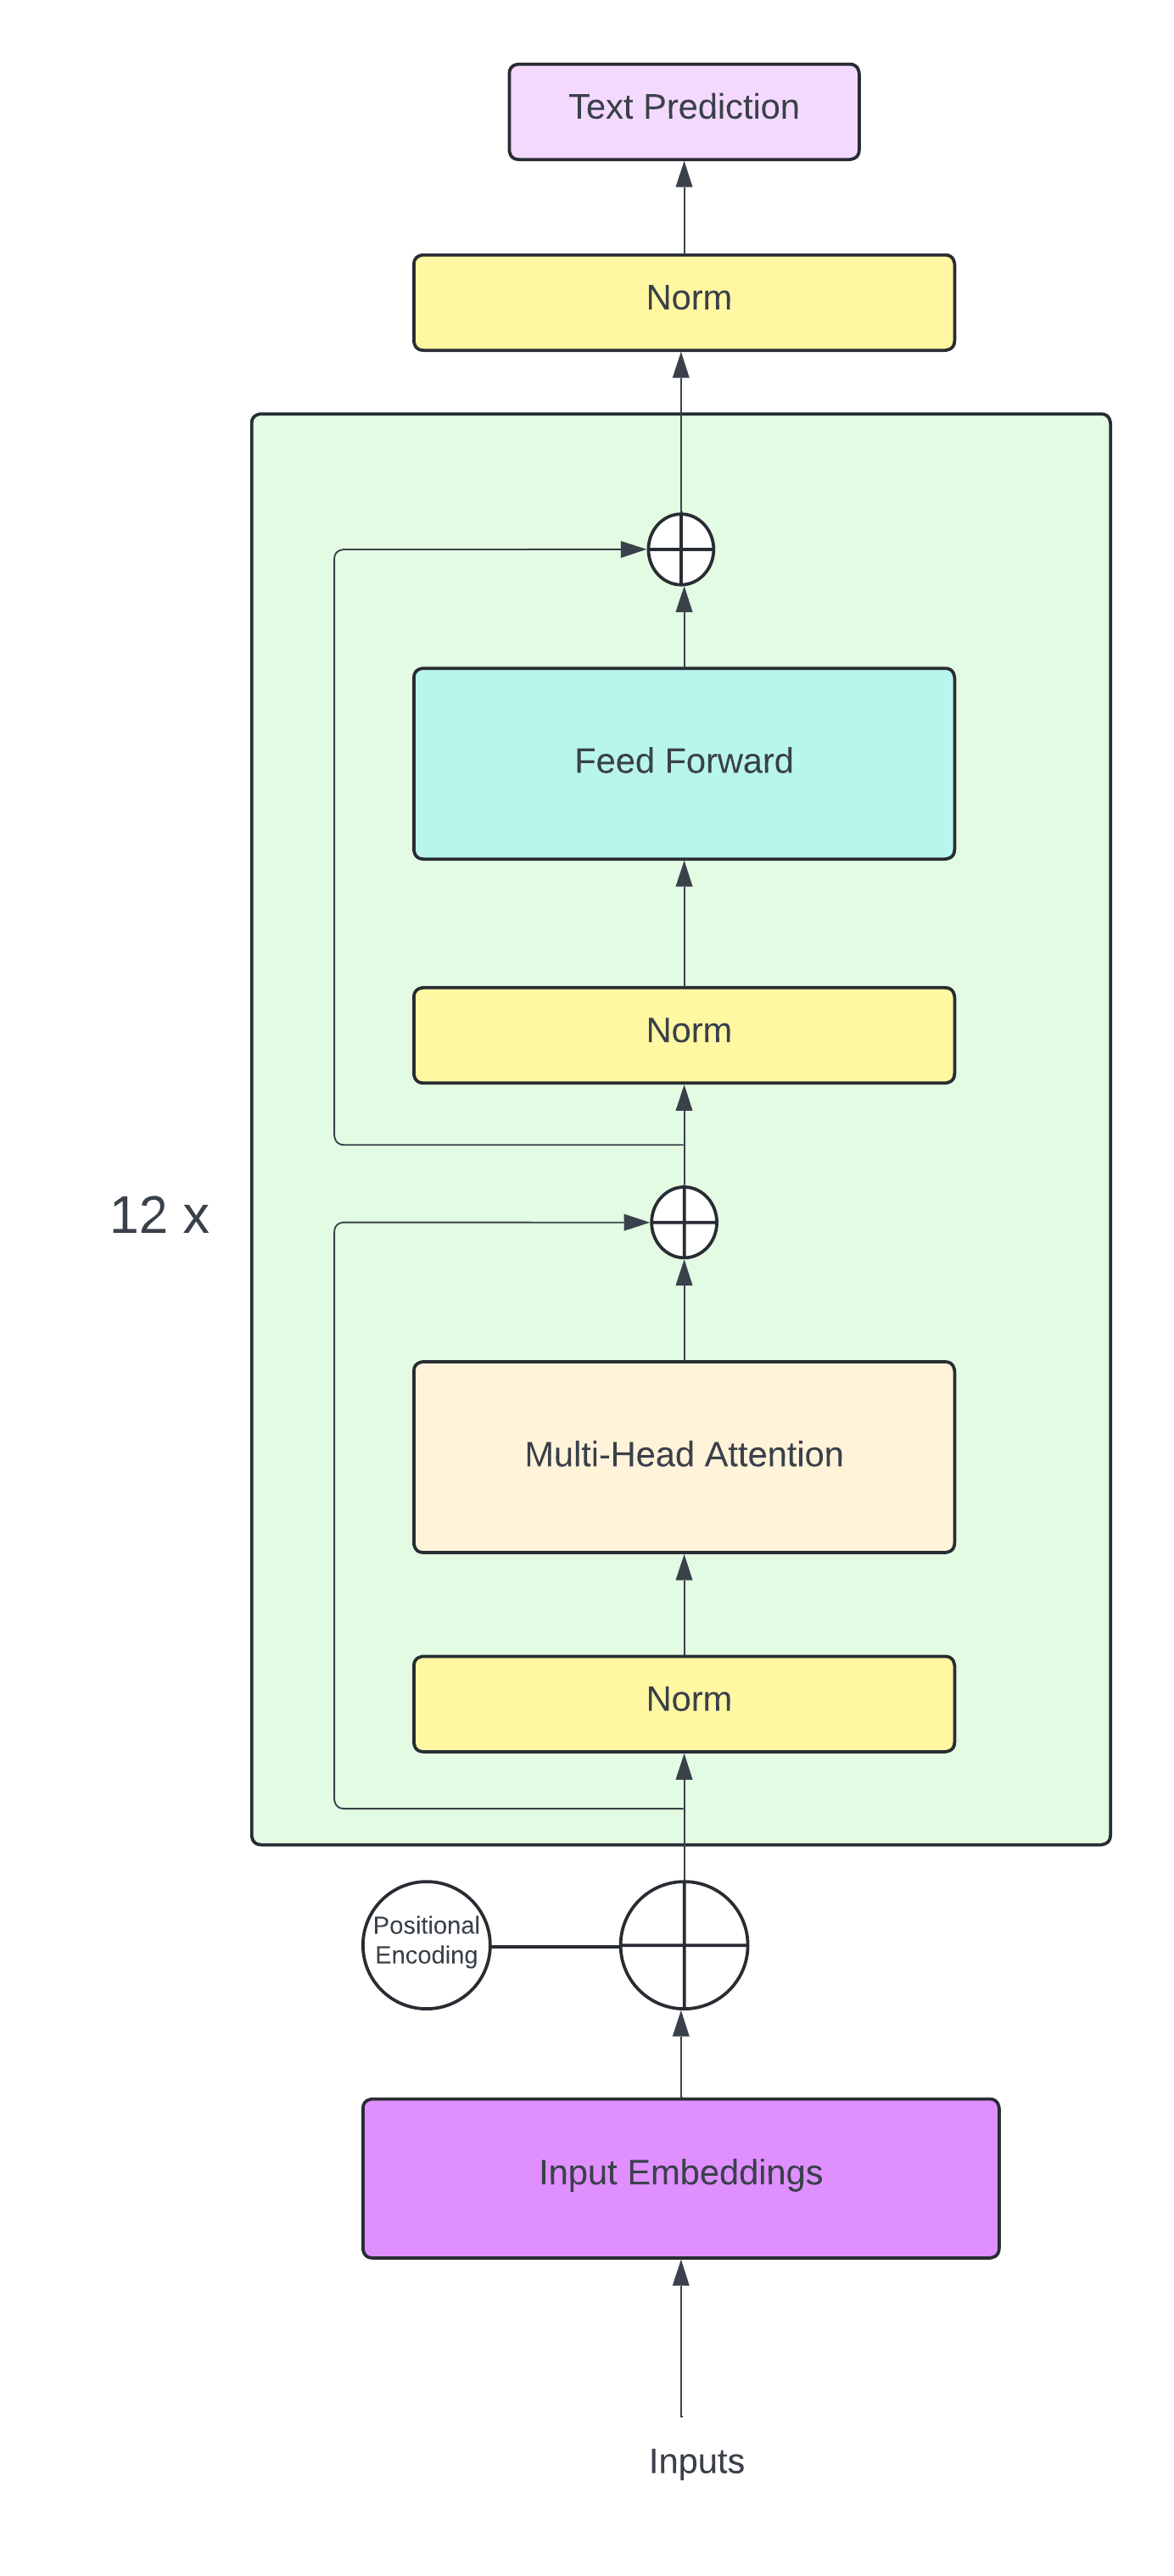 Text Prediction
Norm
Feed Forward
Norm
12 x
Multi-Head Attention
Norm
Positional
Encoding
Input Embeddings
Inputs